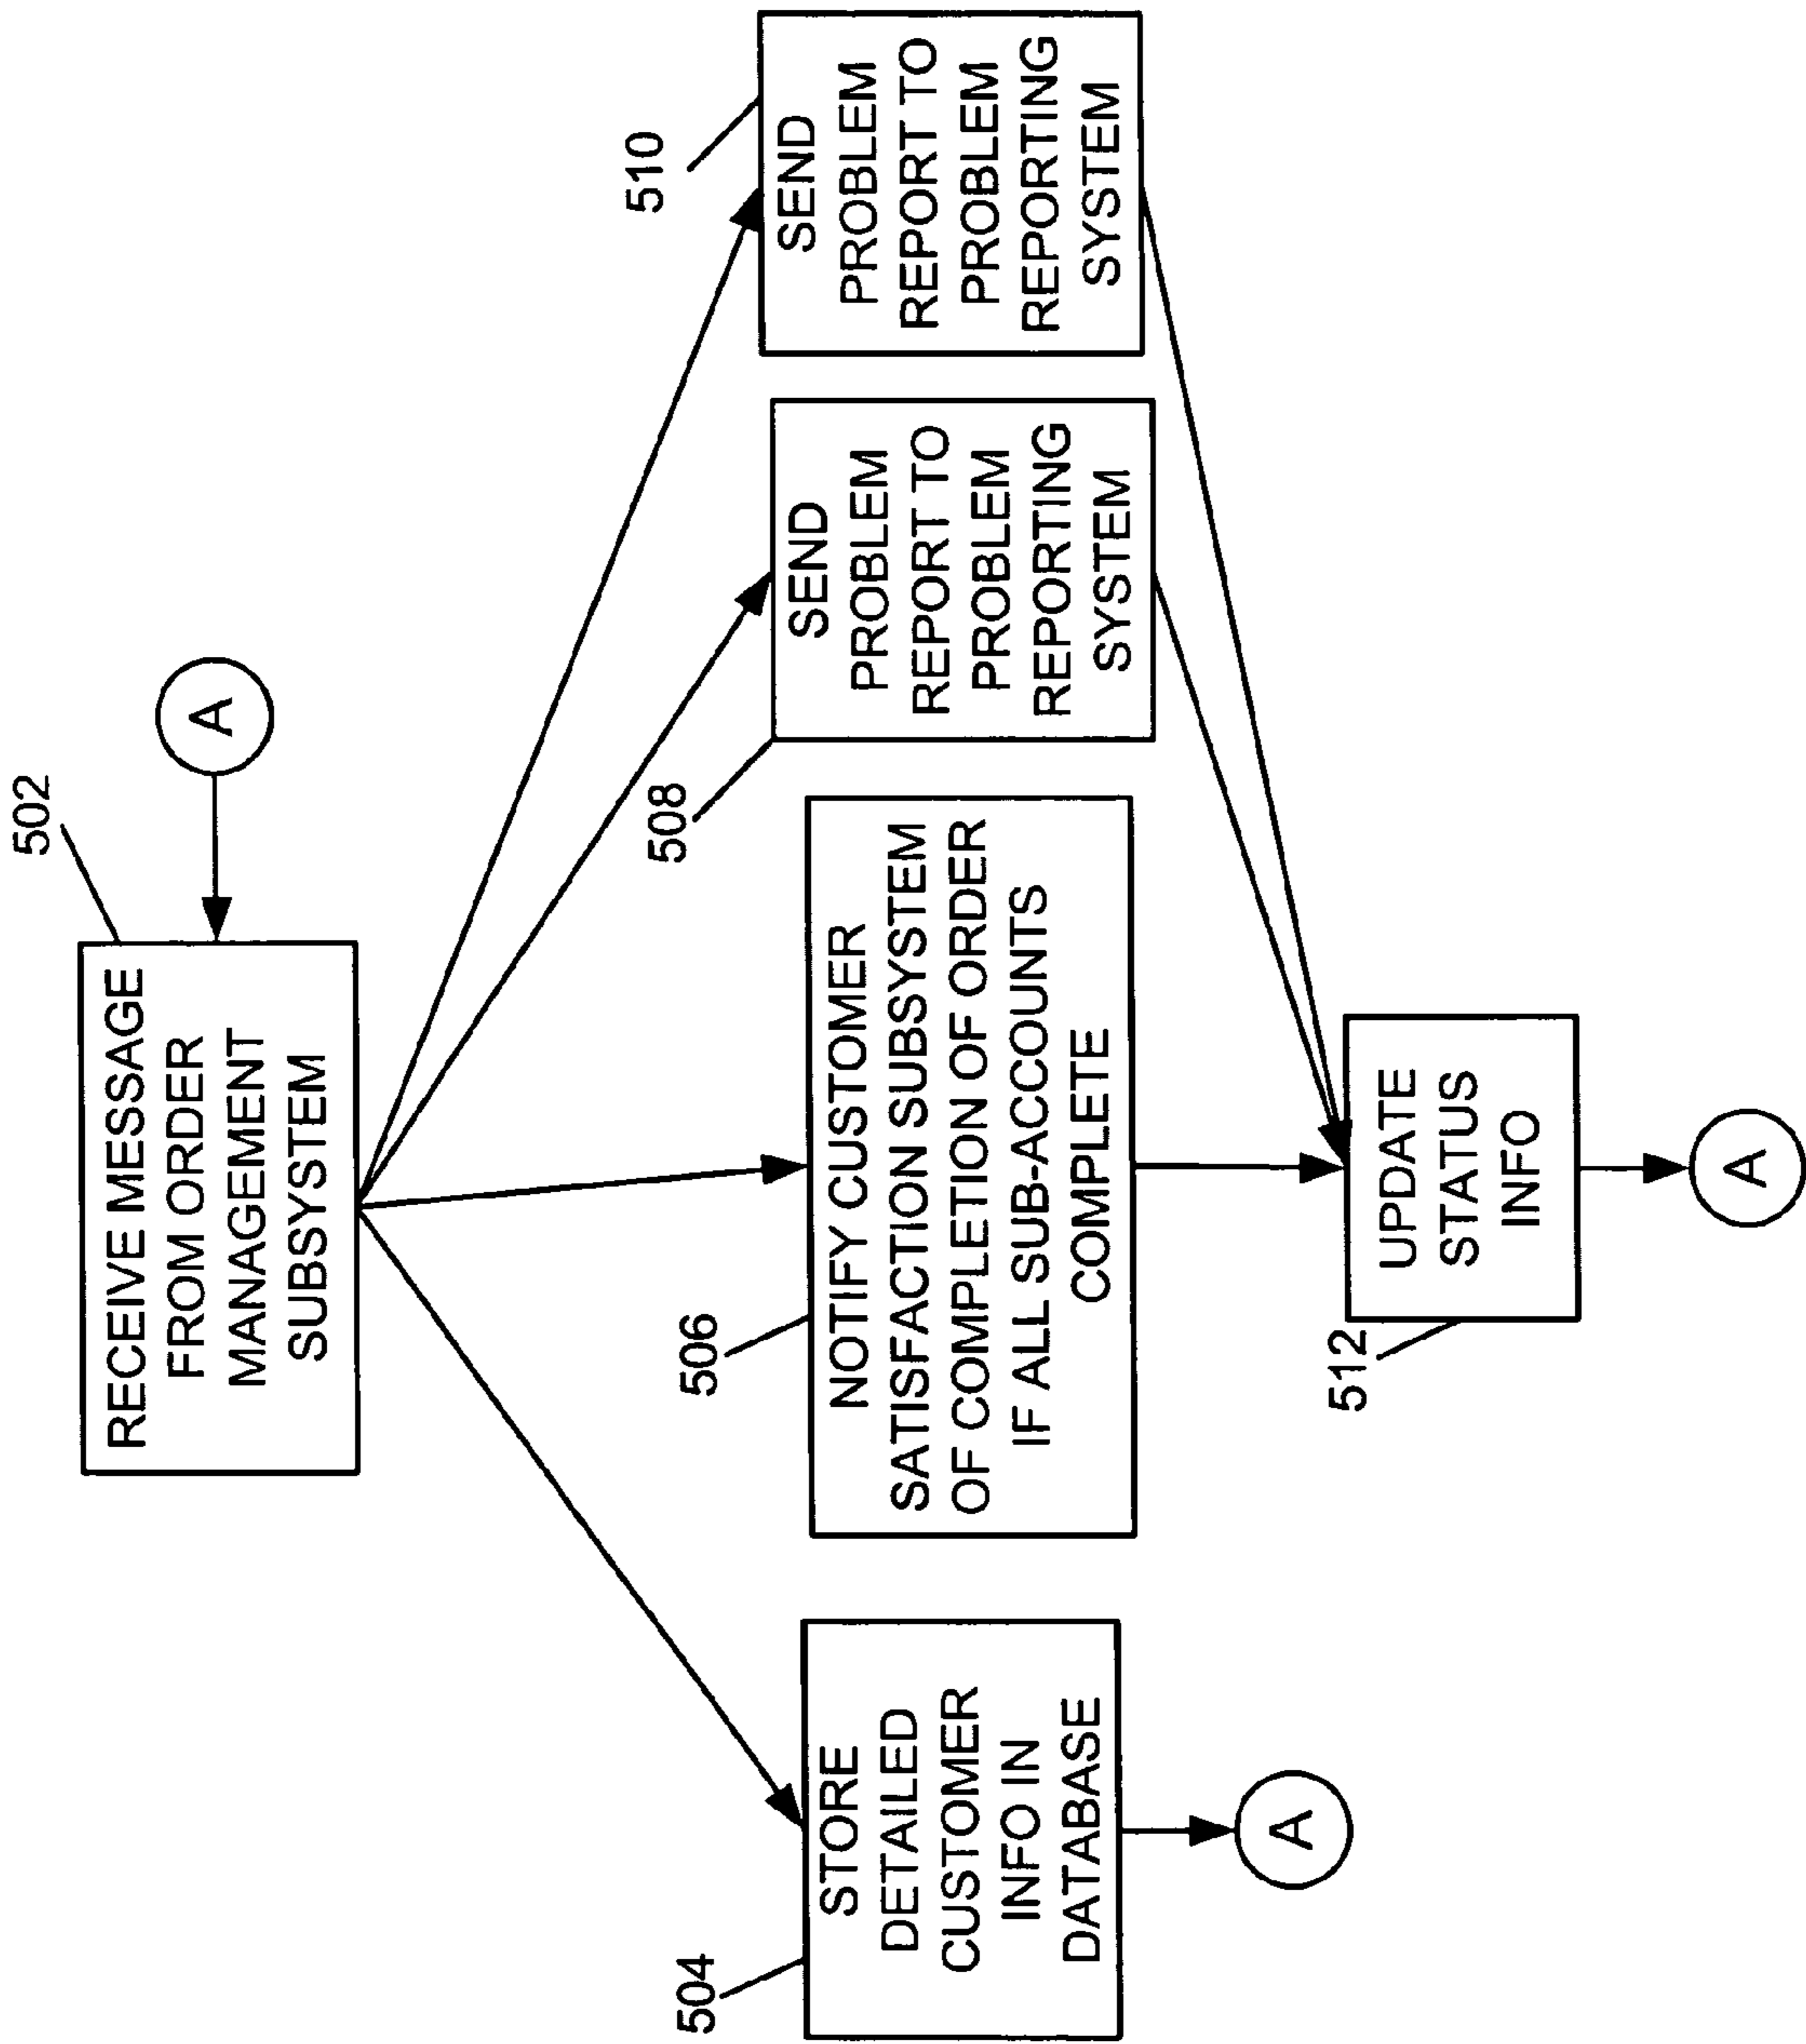 502
RECEIVE MESSAGE
FROM ORDER
MANAGEMENT
SUBSYSTEM
A
504
STORE
DETAILED
CUSTOMER
INFO IN
DATABASE
A
506
NOTIFY CUSTOMER
SATISFACTION SUBSYSTEM
OF COMPLETION OF ORDER
IF ALL SUB-ACCOUNTS
COMPLETE
508
SEND
PROBLEM
REPORT TO
PROBLEM
REPORTING
SYSTEM
510
SEND
PROBLEM
REPORT TO
PROBLEM
REPORTING
SYSTEM
512
UPDATE
STATUS
INFO
A